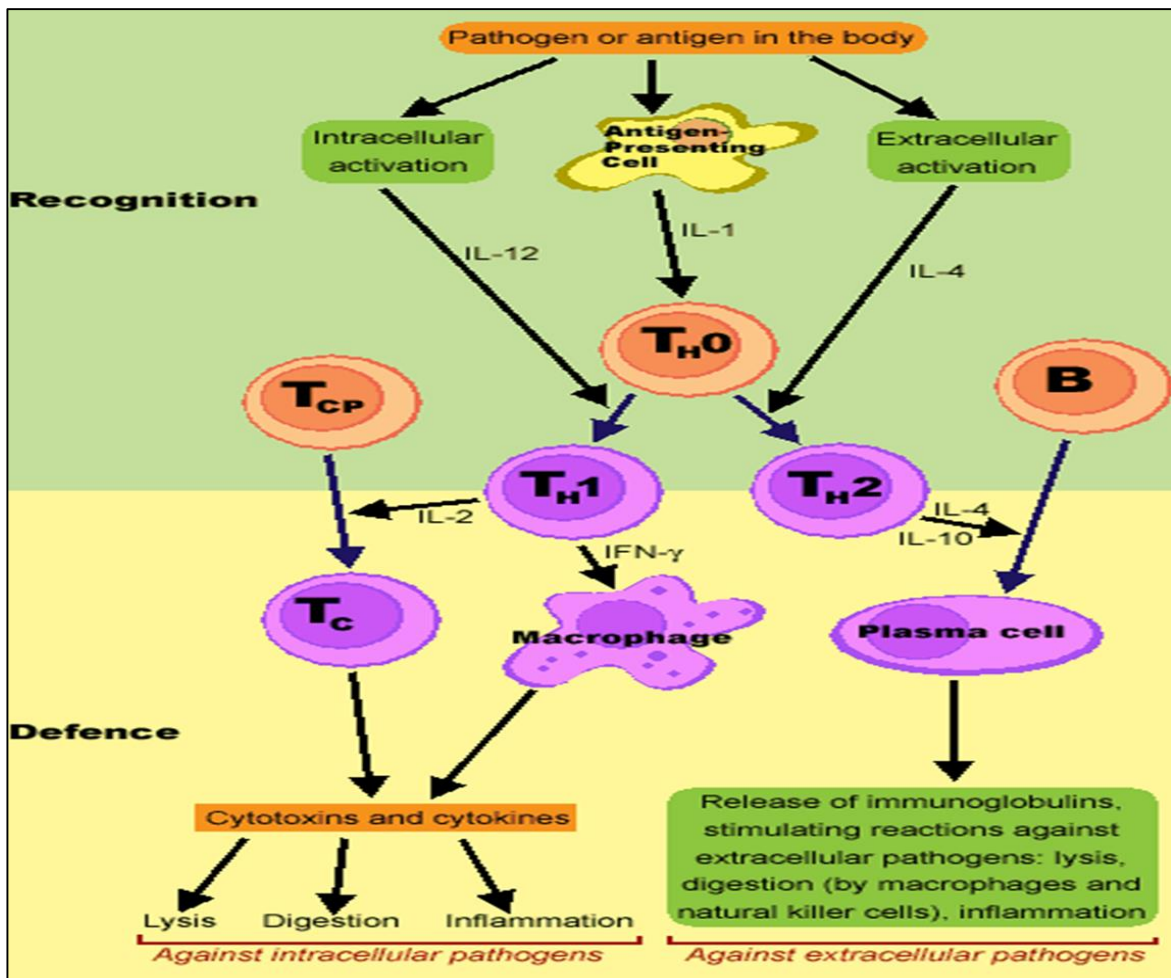 Pathogen or antigen in the body
Intracellular
activation
Antigen-
Presenting
Cell
Extracellular
activation
Recognition
IL-12
IL-1
IL-4
TH0
TCP
B
TH1
TH2
IL-2
IL-4
IL-10
IFN-γ
TC
Macrophage
Plasma cell
Defence
Cytotoxins and cytokines
Release of immunoglobulins,
stimulating reactions against
extracellular pathogens: lysis,
digestion (by macrophages and
natural killer cells), inflammation
Lysis
Digestion
Inflammation
Against intracellular pathogens
Against extracellular pathogens